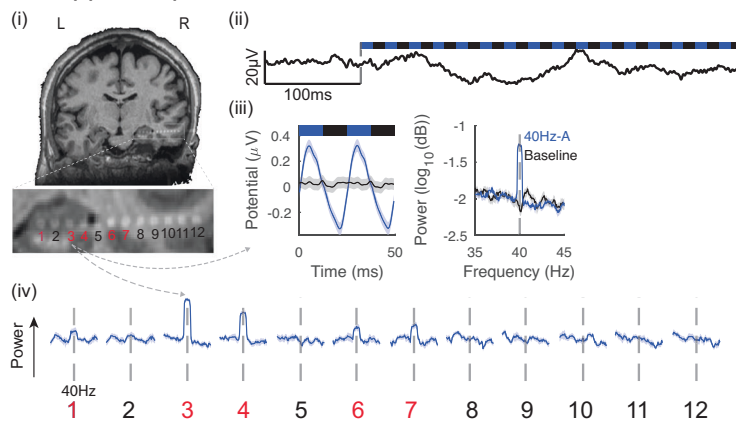 (i)
L R
1 2 3 4 5 6 7 8 9 10 11 12
(ii)
20μV
100ms
(iii)
Potential (μV)
0.4
0.2
0
-0.2
0 50
Time (ms)
Power (log10(dB))
-1
-1.5
-2
-2.5
40Hz-A
Baseline
35 40 45
Frequency (Hz)
(iv)
Power
40Hz
1 2 3 4 5 6 7 8 9 10 11 12